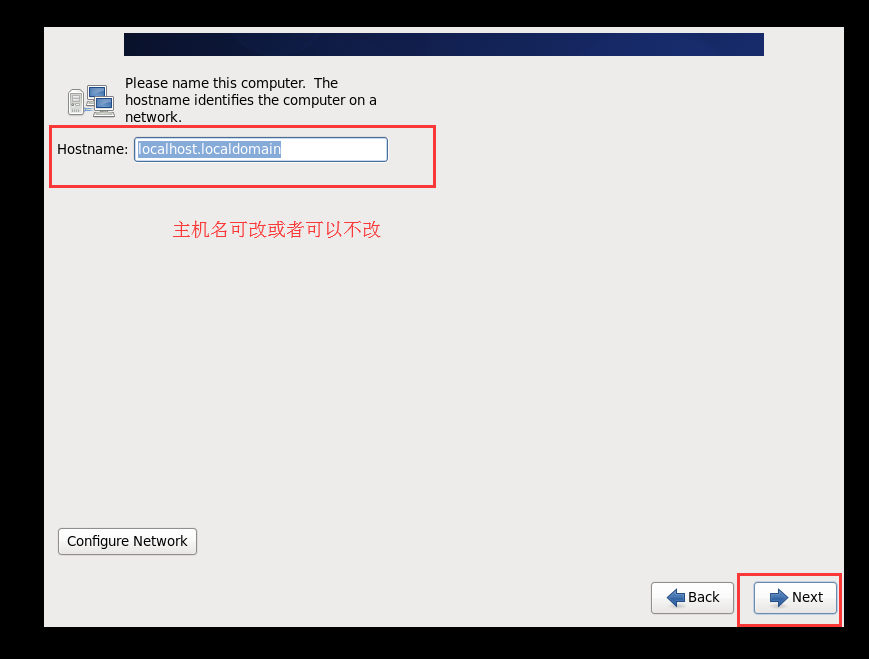 Please name this computer.  The
hostname identifies the computer on a
network.
Hostname: localhost.localdomain
主机名可改或者可以不改
Configure Network
Back
Next